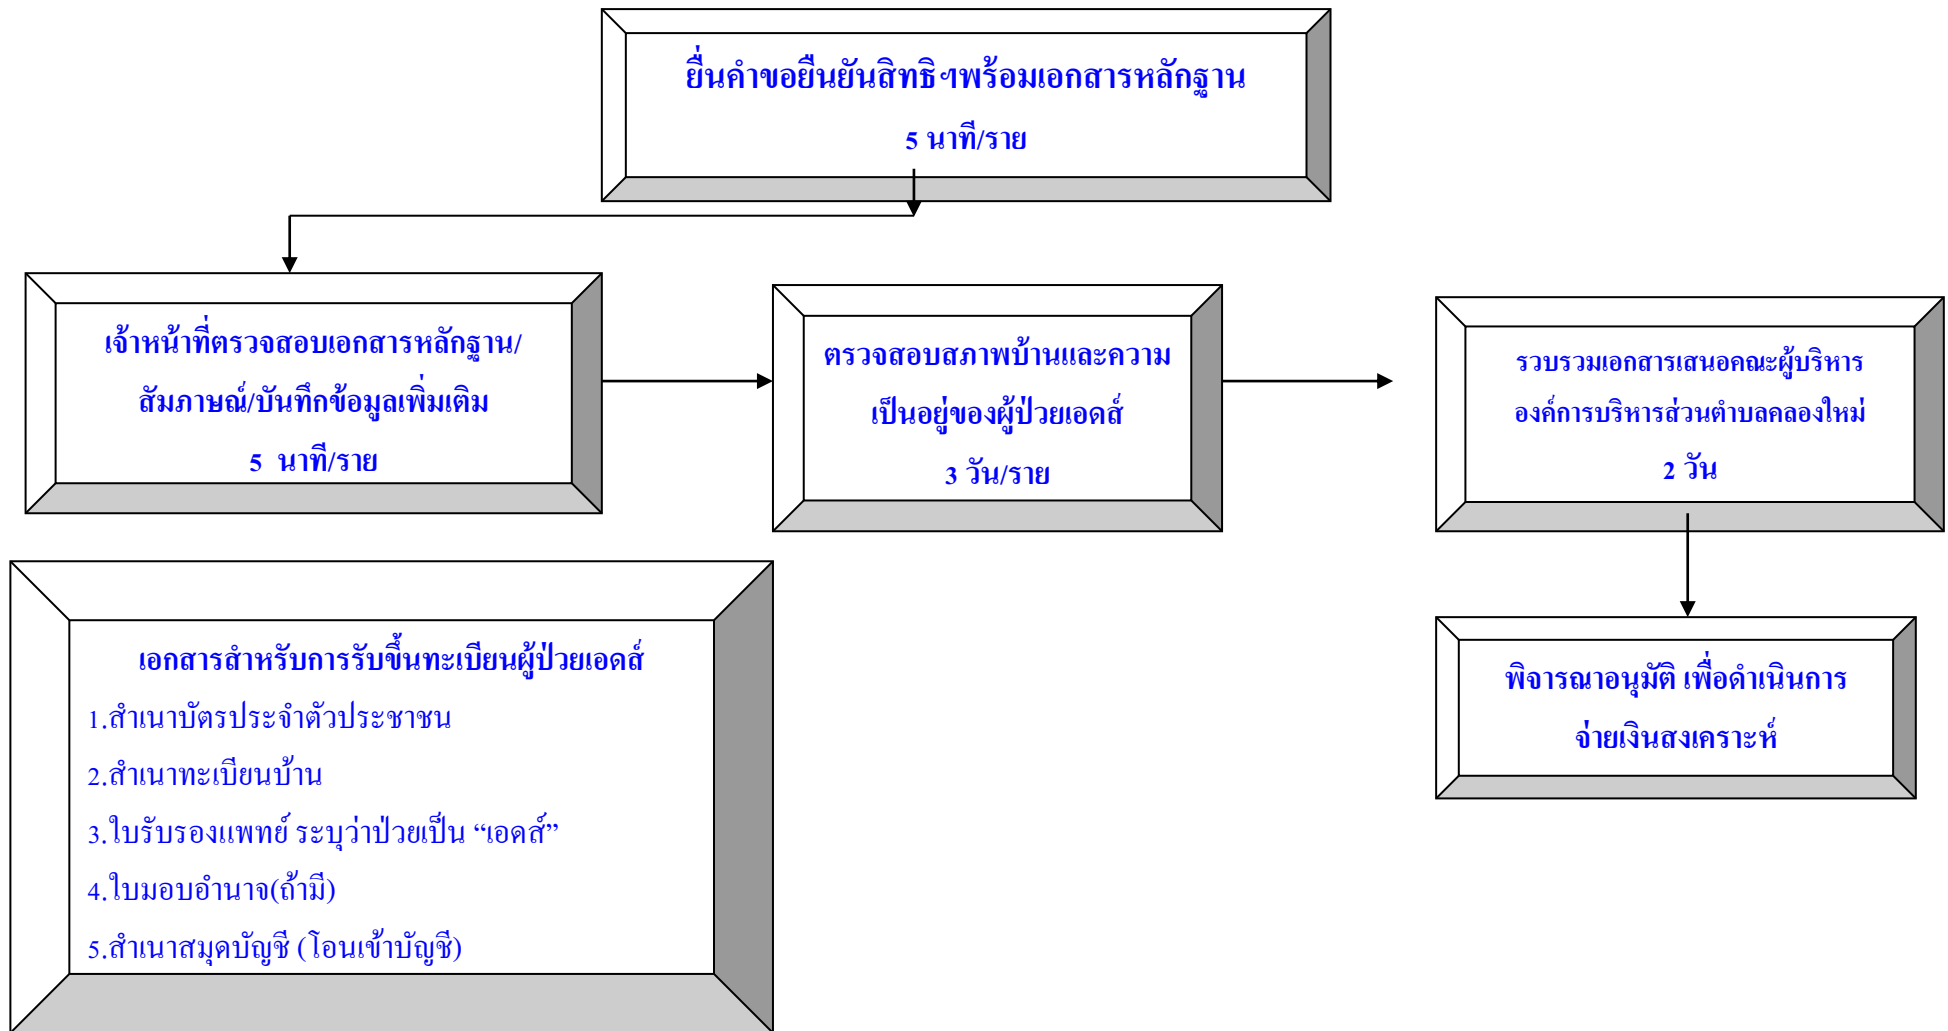 ยื่นคำขอยืนยันสิทธิฯพร้อมเอกสารหลักฐาน
5 นาที/ราย
เจ้าหน้าที่ตรวจสอบเอกสารหลักฐาน/
สัมภาษณ์/บันทึกข้อมูลเพิ่มเติม
5 นาที/ราย
ตรวจสอบสภาพบ้านและความ
เป็นอยู่ของผู้ป่วยเอดส์
3 วัน/ราย
รวบรวมเอกสารเสนอคณะผู้บริหาร
องค์การบริหารส่วนตำบลคลองใหม่
2 วัน
พิจารณาอนุมัติ เพื่อดำเนินการ
จ่ายเงินสงเคราะห์
เอกสารสำหรับการรับขึ้นทะเบียนผู้ป่วยเอดส์
1.สำเนาบัตรประจำตัวประชาชน
2.สำเนาทะเบียนบ้าน
3.ใบรับรองแพทย์ ระบุว่าป่วยเป็น “เอดส์”
4.ใบมอบอำนาจ(ถ้ามี)
5.สำเนาสมุดบัญชี (โอนเข้าบัญชี)